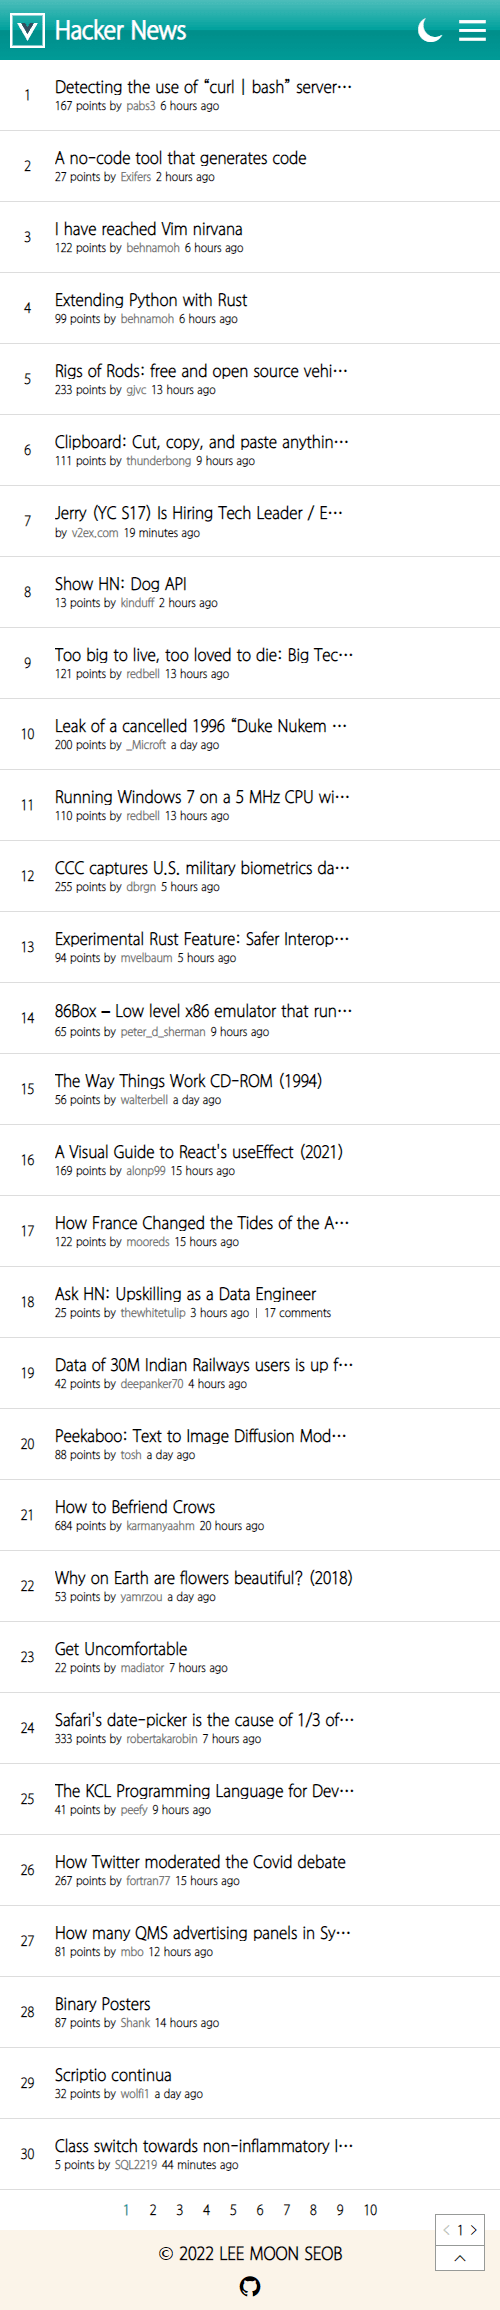 Hacker News
1
Detecting the use of “curl | bash” server…
167 points by pabs3 6 hours ago
2
A no-code tool that generates code
27 points by Exifers 2 hours ago
3
I have reached Vim nirvana
122 points by behnamoh 6 hours ago
4
Extending Python with Rust
99 points by behnamoh 6 hours ago
5
Rigs of Rods: free and open source vehi…
233 points by gjvc 13 hours ago
6
Clipboard: Cut, copy, and paste anythin…
111 points by thunderbong 9 hours ago
7
Jerry (YC S17) Is Hiring Tech Leader / E…
by v2ex.com 19 minutes ago
8
Show HN: Dog API
13 points by kinduff 2 hours ago
9
Too big to live, too loved to die: Big Tec…
121 points by redbell 13 hours ago
10
Leak of a cancelled 1996 “Duke Nukem …
200 points by _Microft a day ago
11
Running Windows 7 on a 5 MHz CPU wi…
110 points by redbell 13 hours ago
12
CCC captures U.S. military biometrics da…
255 points by dbrgn 5 hours ago
13
Experimental Rust Feature: Safer Interop…
94 points by mvelbaum 5 hours ago
14
86Box – Low level x86 emulator that run…
65 points by peter_d_sherman 9 hours ago
15
The Way Things Work CD-ROM (1994)
56 points by walterbell a day ago
16
A Visual Guide to React's useEffect (2021)
169 points by alonp99 15 hours ago
17
How France Changed the Tides of the A…
122 points by mooreds 15 hours ago
18
Ask HN: Upskilling as a Data Engineer
25 points by thewhitetulip 3 hours ago | 17 comments
19
Data of 30M Indian Railways users is up f…
42 points by deepanker70 4 hours ago
20
Peekaboo: Text to Image Diffusion Mod…
88 points by tosh a day ago
21
How to Befriend Crows
684 points by karmanyaahm 20 hours ago
22
Why on Earth are flowers beautiful? (2018)
53 points by yamrzou a day ago
23
Get Uncomfortable
22 points by madiator 7 hours ago
24
Safari's date-picker is the cause of 1/3 of…
333 points by robertakarobin 7 hours ago
25
The KCL Programming Language for Dev…
41 points by peefy 9 hours ago
26
How Twitter moderated the Covid debate
267 points by fortran77 15 hours ago
27
How many QMS advertising panels in Sy…
81 points by mbo 12 hours ago
28
Binary Posters
87 points by Shank 14 hours ago
29
Scriptio continua
32 points by wolfi1 a day ago
30
Class switch towards non-inflammatory I…
5 points by SQL2219 44 minutes ago
1 2 3 4 5 6 7 8 9 10
< 1 >
© 2022 LEE MOON SEOB